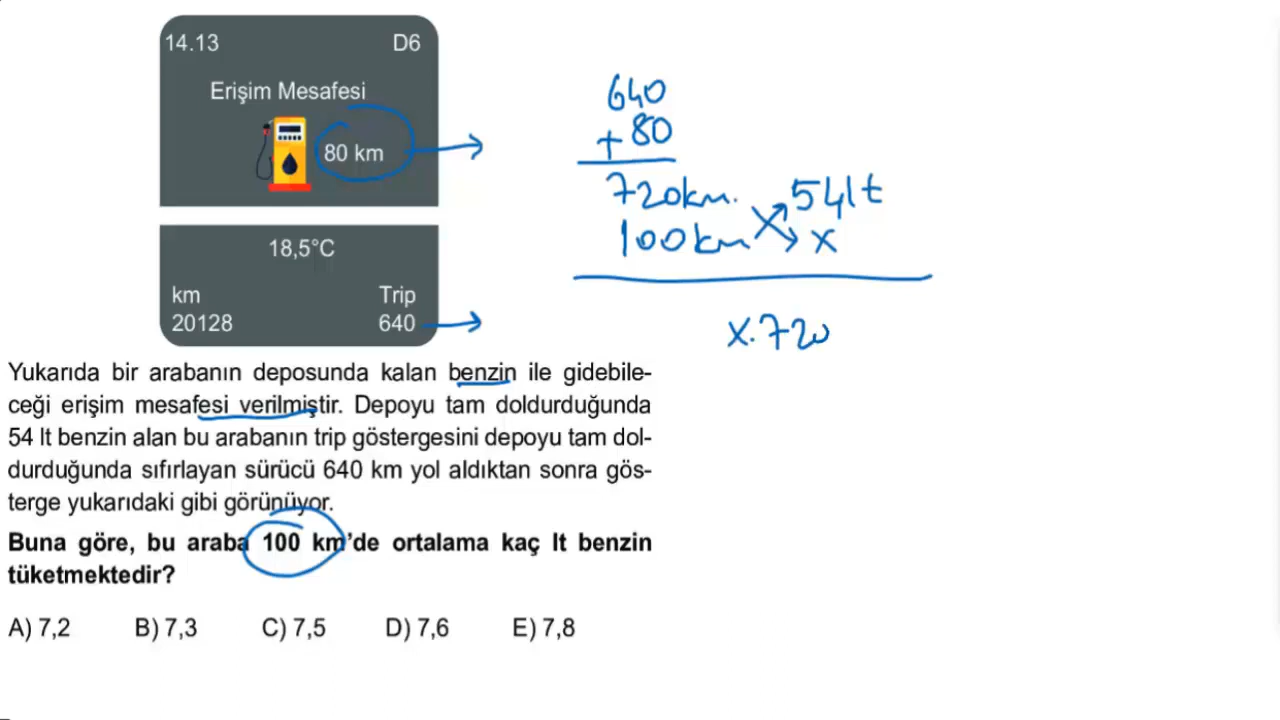 14.13 D6
Erişim Mesafesi
80 km
18,5°C
km Trip
20128 640
640
+ 80
720km. 54lt
100km x
x.720
Yukarıda bir arabanın deposunda kalan benzin ile gidebile-
ceği erişim mesafesi verilmiştir. Depoyu tam doldurduğunda
54 lt benzin alan bu arabanın trip göstergesini depoyu tam dol-
durduğunda sıfırlayan sürücü 640 km yol aldıktan sonra gös-
terge yukarıdaki gibi görünüyor.
Buna göre, bu araba 100 km'de ortalama kaç lt benzin
tüketmektedir?
A) 7,2 B) 7,3 C) 7,5 D) 7,6 E) 7,8